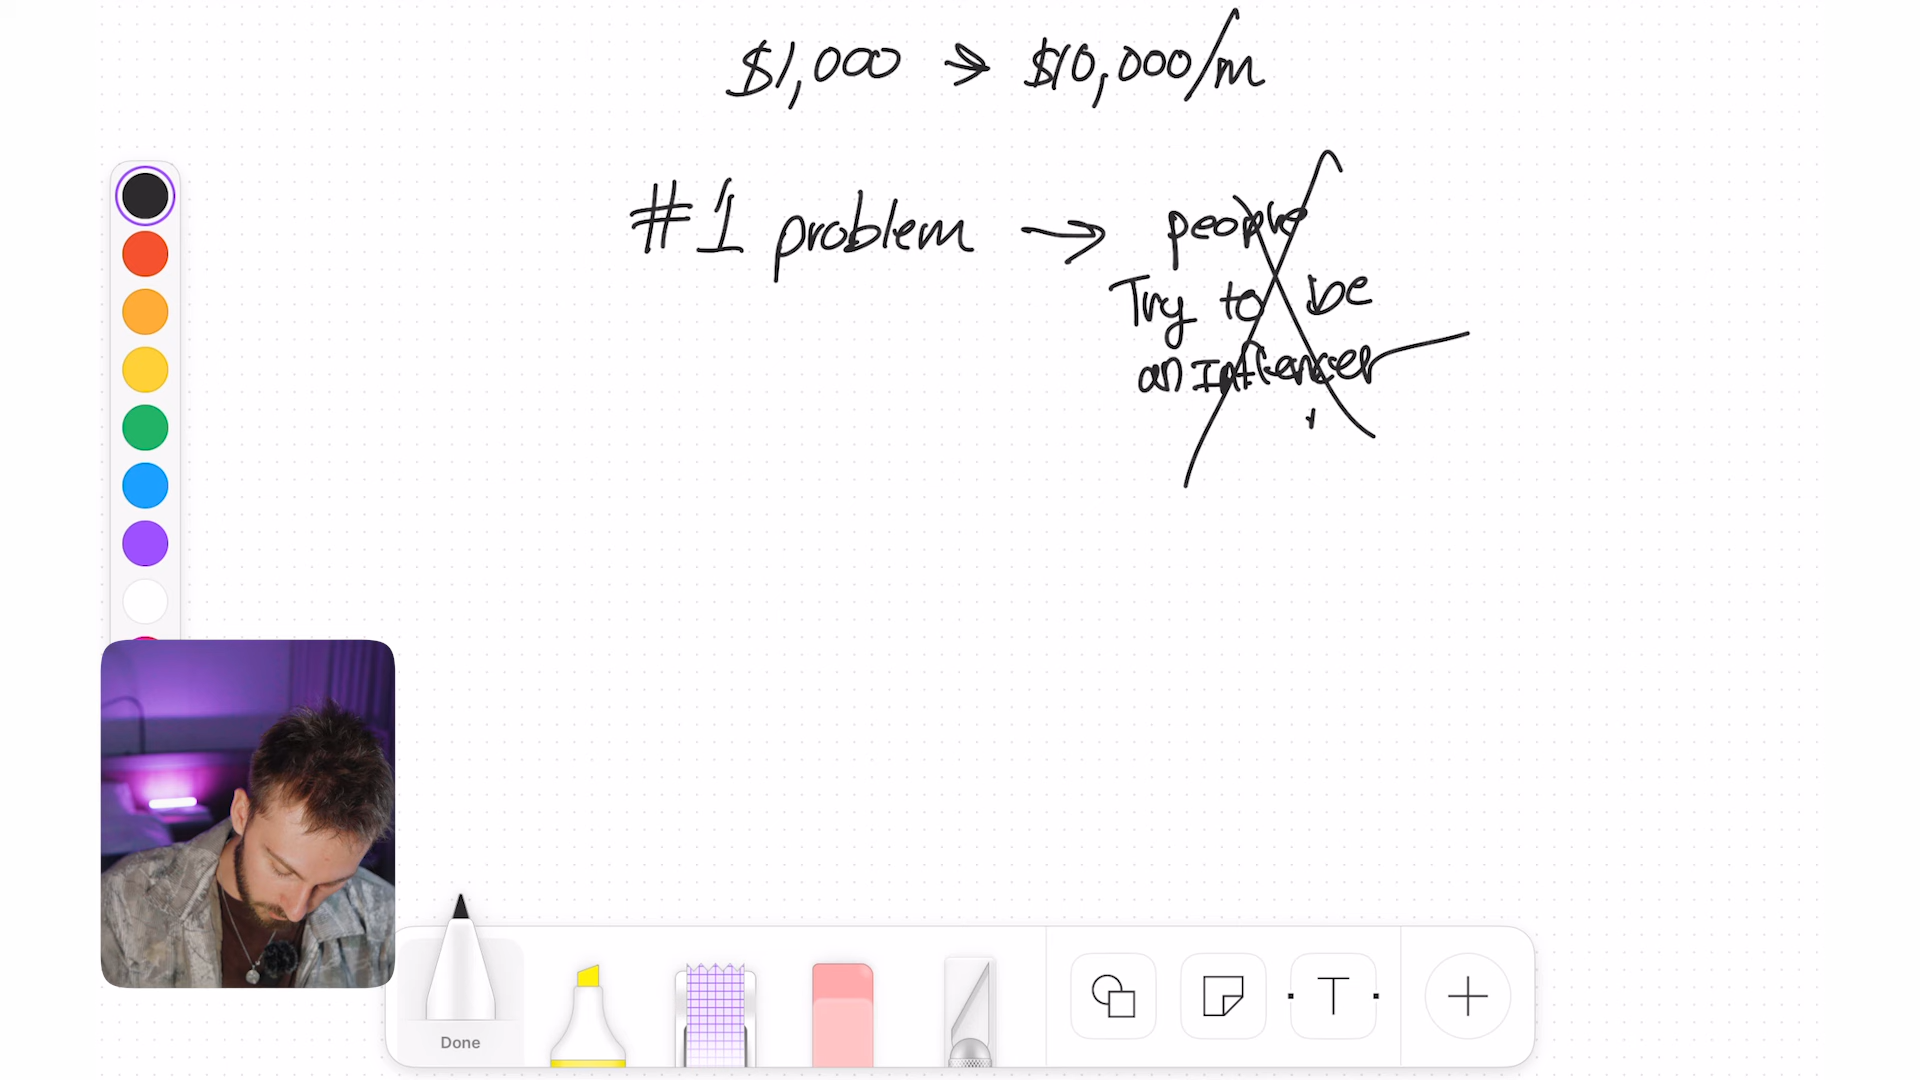 $1,000 → $10,000/m
#1 problem → people
Try to be
an Influencer
Done
T